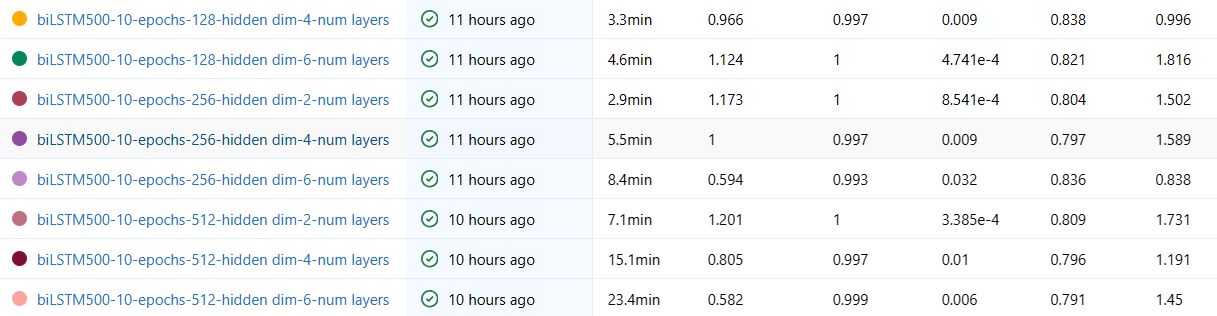 biLSTM500-10-epochs-128-hidden dim-4-num layers 11 hours ago 3.3min 0.966 0.997 0.009 0.838 0.996
biLSTM500-10-epochs-128-hidden dim-6-num layers 11 hours ago 4.6min 1.124 1 4.741e-4 0.821 1.816
biLSTM500-10-epochs-256-hidden dim-2-num layers 11 hours ago 2.9min 1.173 1 8.541e-4 0.804 1.502
biLSTM500-10-epochs-256-hidden dim-4-num layers 11 hours ago 5.5min 1 0.997 0.009 0.797 1.589
biLSTM500-10-epochs-256-hidden dim-6-num layers 11 hours ago 8.4min 0.594 0.993 0.032 0.836 0.838
biLSTM500-10-epochs-512-hidden dim-2-num layers 10 hours ago 7.1min 1.201 1 3.385e-4 0.809 1.731
biLSTM500-10-epochs-512-hidden dim-4-num layers 10 hours ago 15.1min 0.805 0.997 0.01 0.796 1.191
biLSTM500-10-epochs-512-hidden dim-6-num layers 10 hours ago 23.4min 0.582 0.999 0.006 0.791 1.45